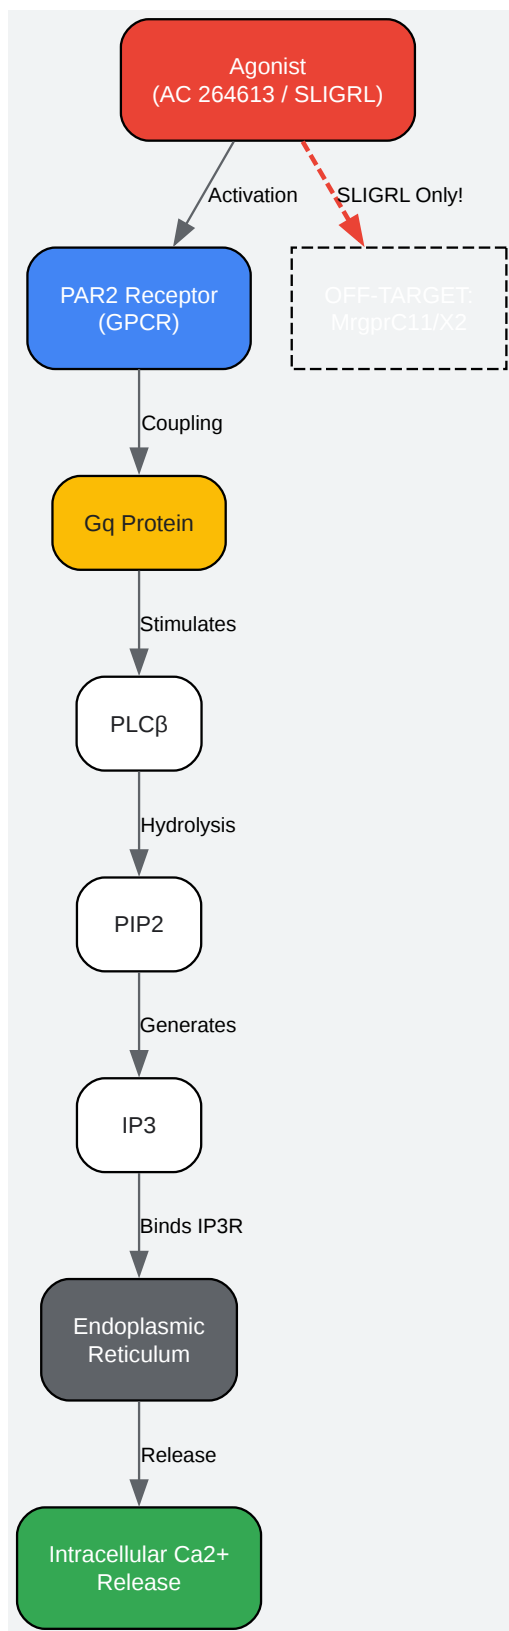 Agonist
(AC 264613 / SLIGRL)
Activation
SLIGRL Only!
PAR2 Receptor
(GPCR)
OFF-TARGET:
MrgprC11/X2
Coupling
Gq Protein
Stimulates
PLCβ
Hydrolysis
PIP2
Generates
IP3
Binds IP3R
Endoplasmic
Reticulum
Release
Intracellular Ca2+
Release